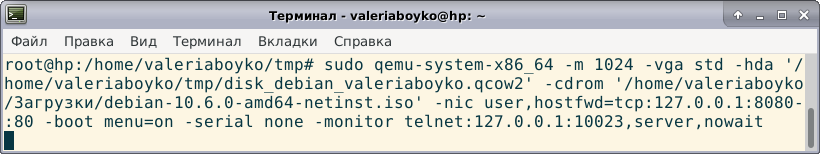 Терминал - valeriaboyko@hp: ~
Файл Правка Вид Терминал Вкладки Справка
root@hp:/home/valeriaboyko/tmp# sudo qemu-system-x86_64 -m 1024 -vga std -hda '/
home/valeriaboyko/tmp/disk_debian_valeriaboyko.qcow2' -cdrom '/home/valeriaboyko
/Загрузки/debian-10.6.0-amd64-netinst.iso' -nic user,hostfwd=tcp:127.0.0.1:8080-
:80 -boot menu=on -serial none -monitor telnet:127.0.0.1:10023,server,nowait